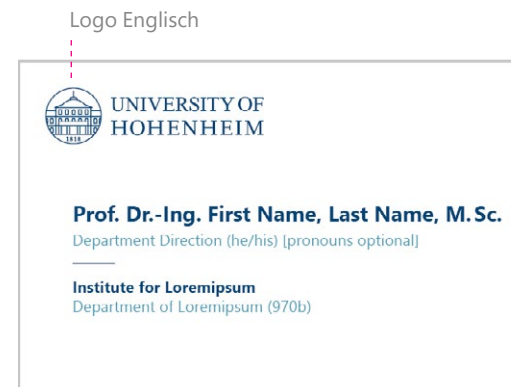 Logo Englisch
UNIVERSITY OF
HOHENHEIM
1818
Prof. Dr.-Ing. First Name, Last Name, M. Sc.
Department Direction (he/his) [pronouns optional]
Institute for Loremipsum
Department of Loremipsum (970b)